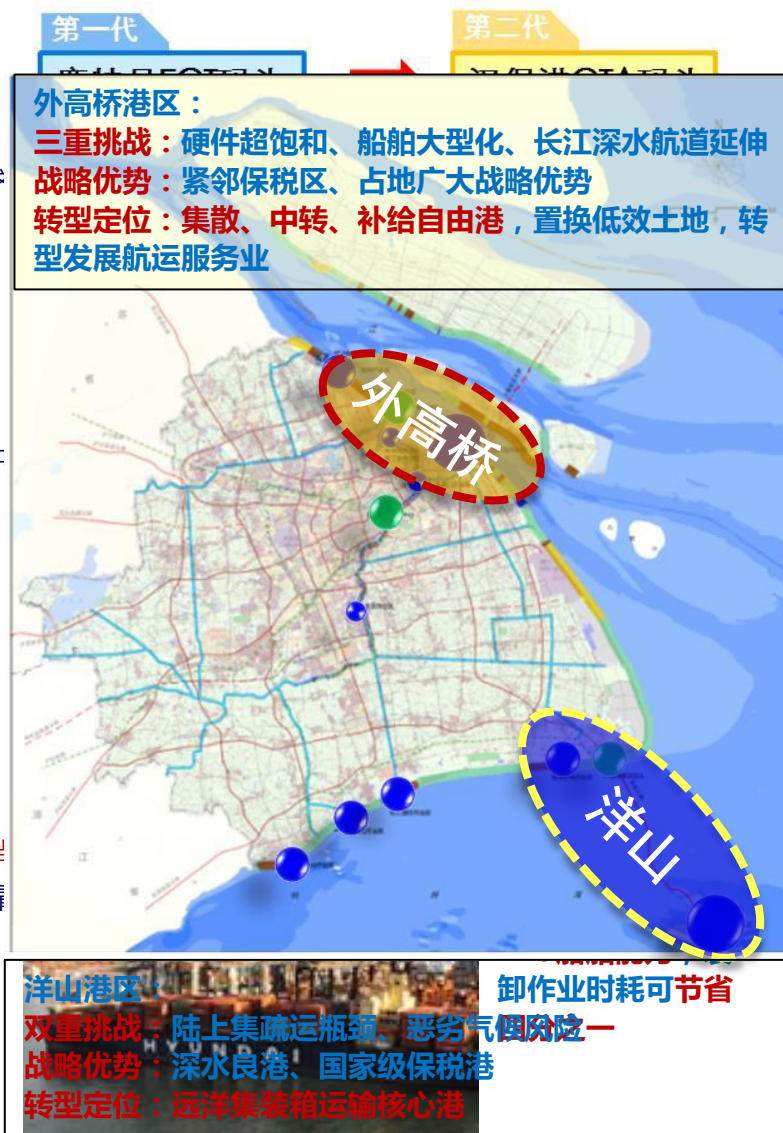 第一代
第二代
外高桥港区：
三重挑战：硬件超饱和、船舶大型化、长江深水航道延伸
战略优势：紧邻保税区、占地广大战略优势
转型定位：集散、中转、补给自由港，置换低效土地，转
型发展航运服务业
外高桥
洋山
卸作业时耗可节省
洋山港区：
双重挑战：陆上集疏运瓶颈、恶劣气候风险
战略优势：深水良港、国家级保税港
转型定位：远洋集装箱运输核心港
HYUNDAI